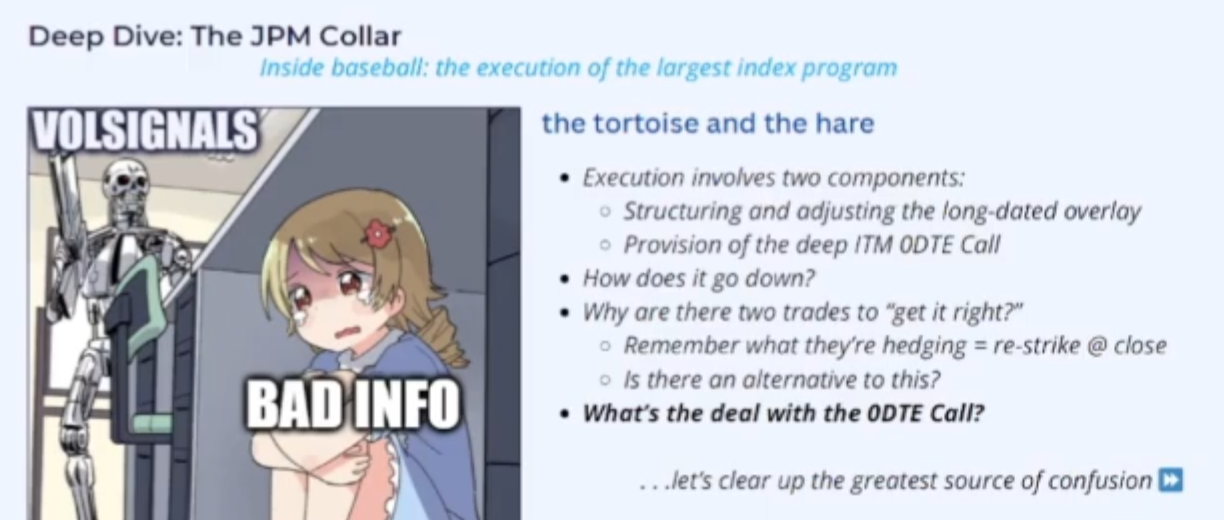 Deep Dive: The JPM Collar
Inside baseball: the execution of the largest index program
VOLSIGNALS
BAD INFO
the tortoise and the hare
• Execution involves two components:
○ Structuring and adjusting the long-dated overlay
○ Provision of the deep ITM 0DTE Call
• How does it go down?
• Why are there two trades to “get it right?”
○ Remember what they’re hedging = re-strike @ close
○ Is there an alternative to this?
• What’s the deal with the 0DTE Call?
. . .let’s clear up the greatest source of confusion ⏩